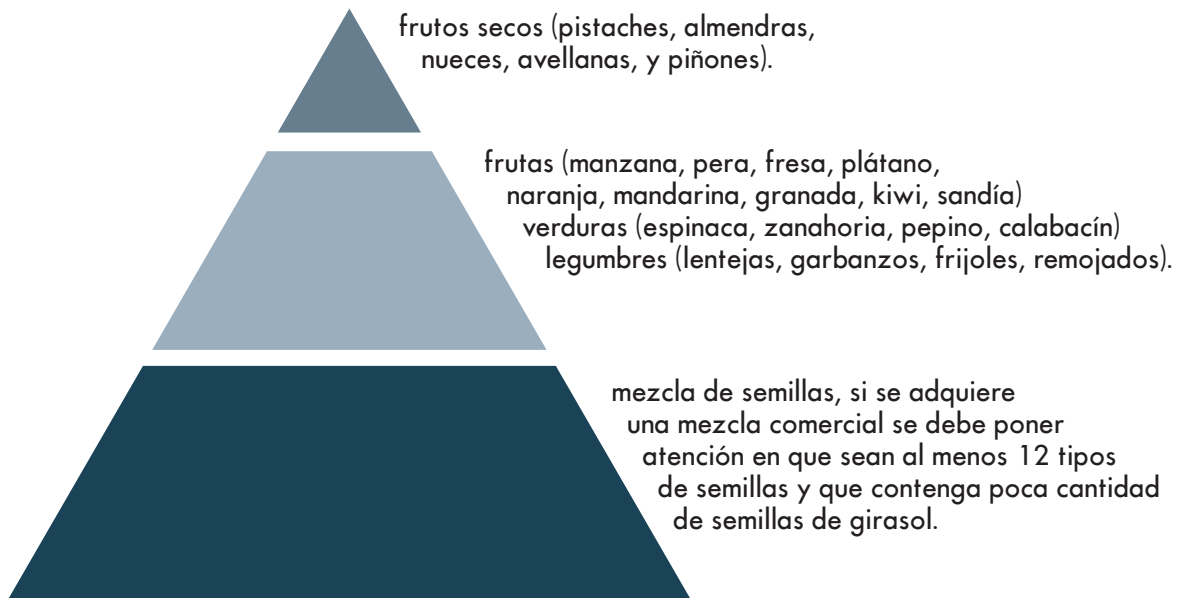 frutos secos (pistaches, almendras,
nueces, avellanas, y piñones).
frutas (manzana, pera, fresa, plátano,
naranja, mandarina, granada, kiwi, sandía)
verduras (espinaca, zanahoria, pepino, calabacín)
legumbres (lentejas, garbanzos, frijoles, remojados).
mezcla de semillas, si se adquiere
una mezcla comercial se debe poner
atención en que sean al menos 12 tipos
de semillas y que contenga poca cantidad
de semillas de girasol.